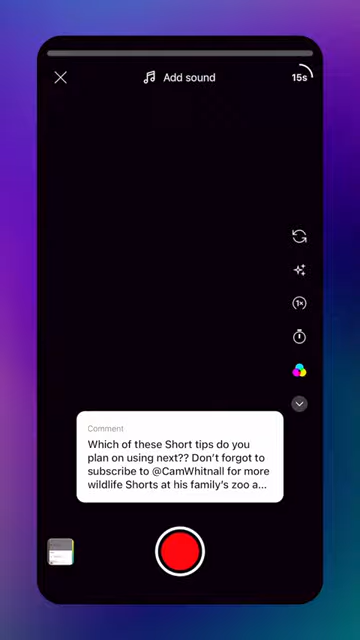 Add sound
15s
1×
Comment
Which of these Short tips do you
plan on using next?? Don't forgot to
subscribe to @CamWhitnall for more
wildlife Shorts at his family's zoo a...